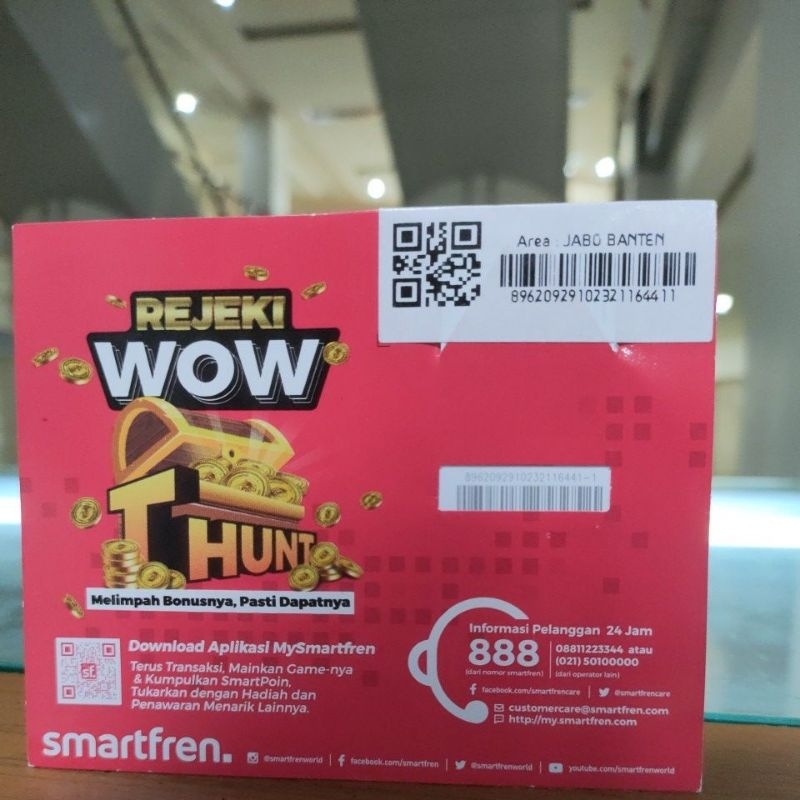 Area : JABO BANTEN
8962092910232116441 1
REJEKI
WOW
T HUNT
Melimpah Bonusnya, Pasti Dapatnya
8962092910232116441-1
Download Aplikasi MySmartfren
Terus Transaksi, Mainkan Game-nya
& Kumpulkan SmartPoin,
Tukarkan dengan Hadiah dan
Penawaran Menarik Lainnya.
sf
Informasi Pelanggan 24 Jam
888
(dari nomor smartfren)
08811223344 atau
(021) 50100000
(dari operator lain)
facebook.com/smartfrencare | @smartfrencare
customercare@smartfren.com
http://my.smartfren.com
smartfren.
@smartfrenworld | facebook.com/smartfren | @smartfrenworld | youtube.com/smartfrenworld